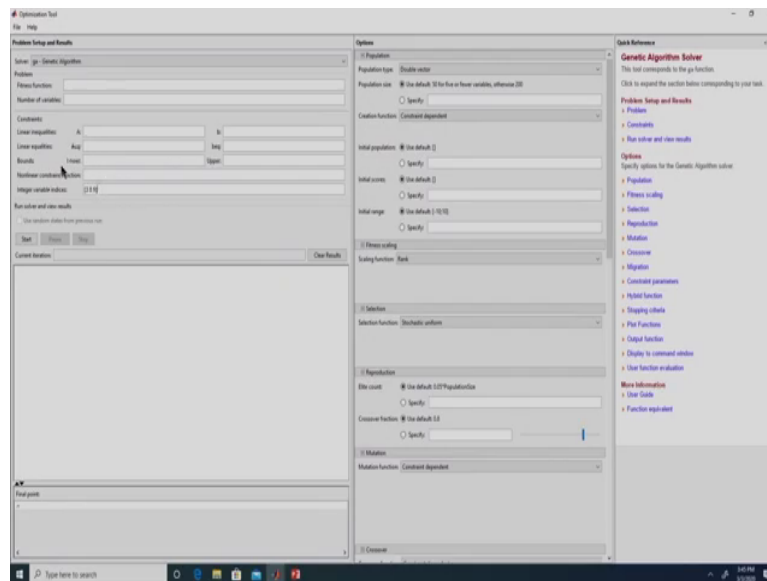 Optimization Tool
File Help
Problem Setup and Results
Solver: ga - Genetic Algorithm
Problem
Fitness function:
Number of variables:
Constraints:
Linear inequalities: A: b:
Linear equalities: Aeq: beq:
Bounds: Lower: Upper:
Nonlinear constraint function:
Integer variable indices:
Run solver and view results
Use random states from previous run
Start Pause Stop
Current iteration: Clear Results
Final point:
Options
Population
Population type: Double vector
Population size: Use default: 50 for five or fewer variables, otherwise 200
Specify:
Creation function: Constraint dependent
Initial population: Use default: []
Specify:
Initial scores: Use default: []
Specify:
Initial range: Use default: [-10;10]
Specify:
Fitness scaling
Scaling function: Rank
Selection
Selection function: Stochastic uniform
Reproduction
Elite count: Use default: 0.05*PopulationSize
Specify:
Crossover fraction: Use default: 0.8
Specify:
Mutation
Mutation function: Constraint dependent
Crossover
Quick Reference
Genetic Algorithm Solver
This tool corresponds to the ga function.
Click to expand the section below corresponding to your task.
Problem Setup and Results
Problem
Constraints
Run solver and view results
Options
Specify options for the Genetic Algorithm solver.
Population
Fitness scaling
Selection
Reproduction
Mutation
Crossover
Migration
Constraint parameters
Hybrid function
Stopping criteria
Plot Functions
Output function
Display to command window
User function evaluation
More Information
User Guide
Function equivalent
Type here to search
3:45 PM